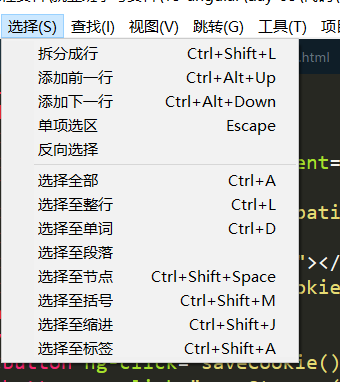 选择(S) 查找(I) 视图(V) 跳转(G) 工具(T) 项
拆分成行 Ctrl+Shift+L
添加前一行 Ctrl+Alt+Up
添加下一行 Ctrl+Alt+Down
单项选区 Escape
反向选择
.html
选择全部 Ctrl+A
选择至整行 Ctrl+L
选择至单词 Ctrl+D
选择至段落
选择至节点 Ctrl+Shift+Space
选择至括号 Ctrl+Shift+M
选择至缩进 Ctrl+Shift+J
选择至标签 Ctrl+Shift+A
ent=
pati
"></
ookie
button ng-click="saveCookie()